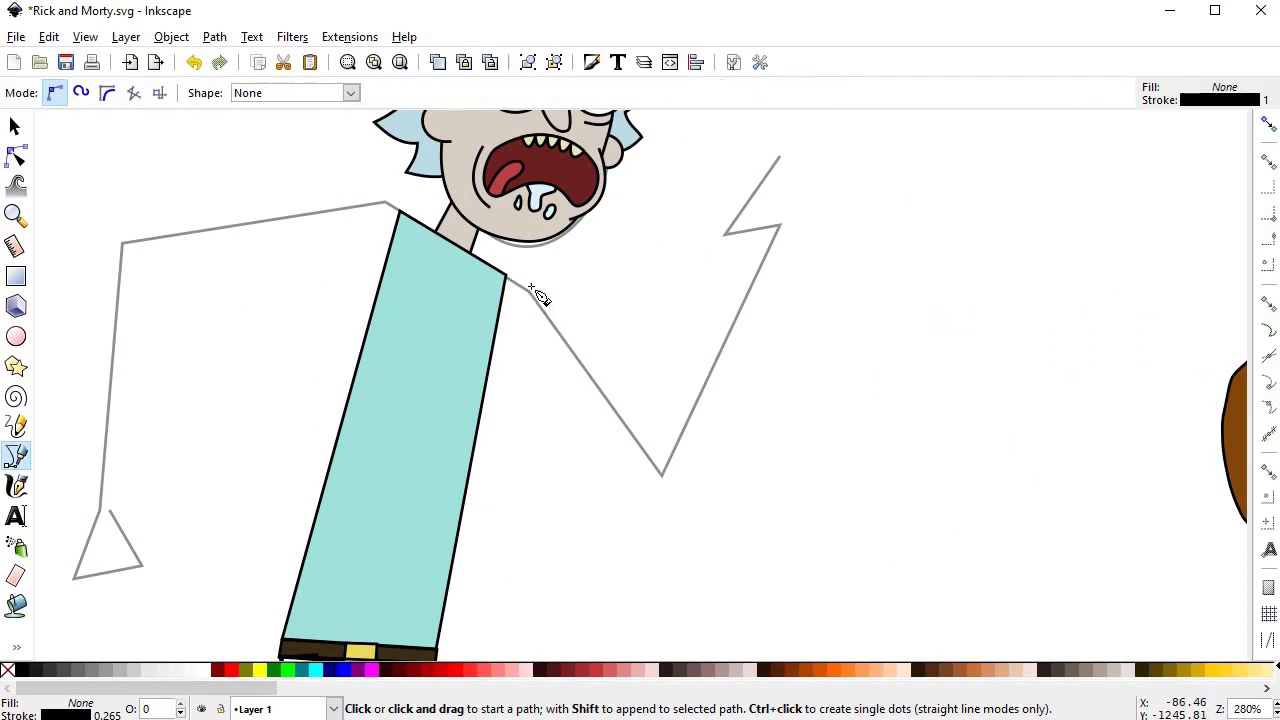 *Rick and Morty.svg - Inkscape
File Edit View Layer Object Path Text Filters Extensions Help
Mode: Shape: None Fill: None
Stroke: 1
Fill: None
Stroke: 0.265 O: 0 •Layer 1 Click or click and drag to start a path; with Shift to append to selected path. Ctrl+click to create single dots (straight line modes only). X: -86.46
Y: -1245.81 Z: 280%